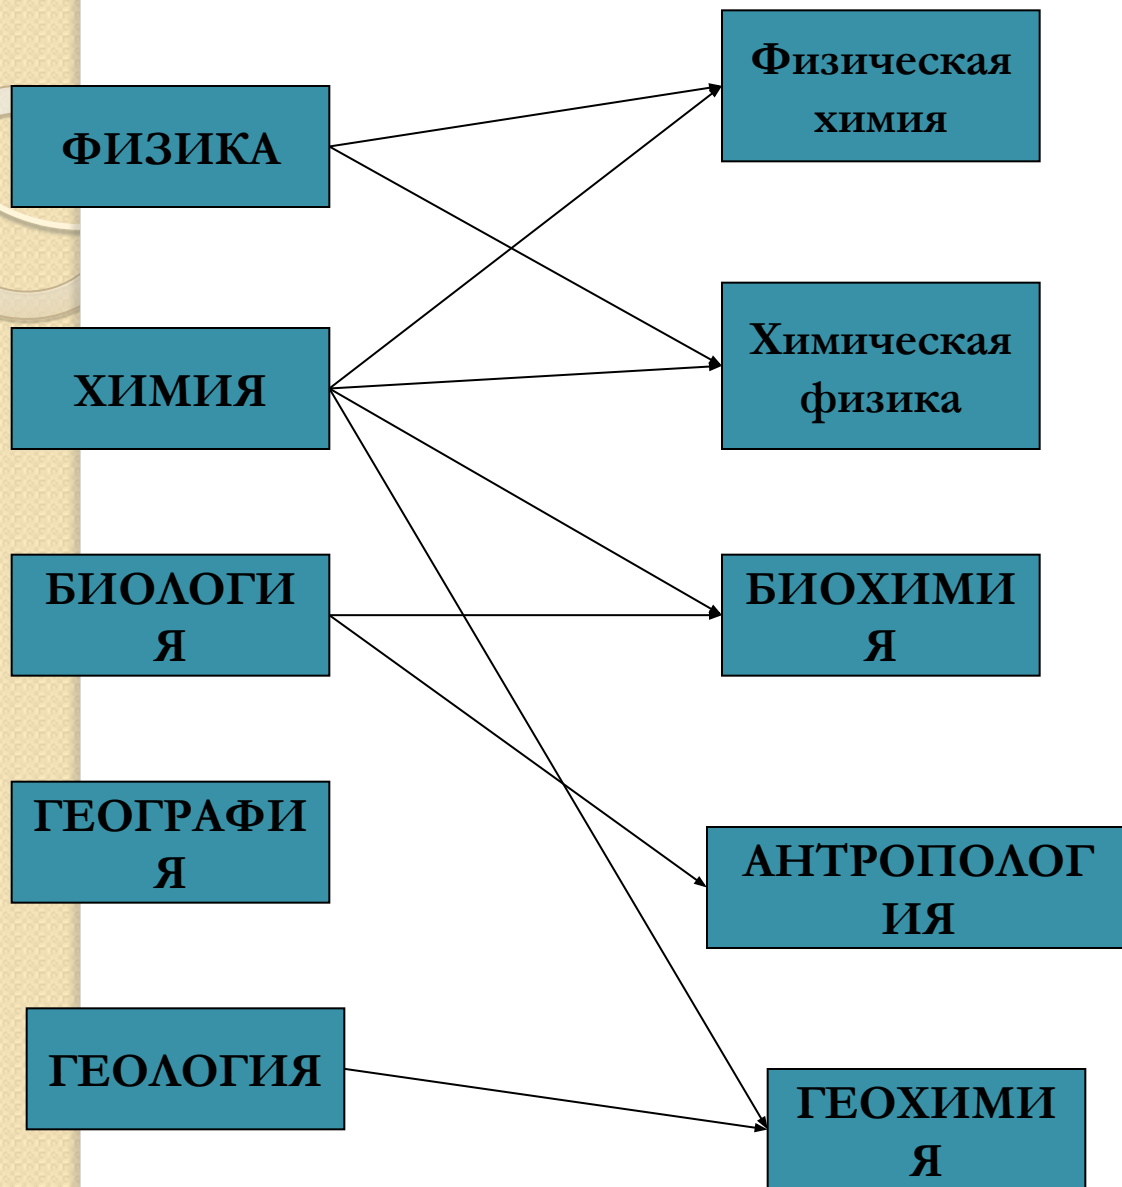 ФИЗИКА
ХИМИЯ
БИОЛОГИ
Я
ГЕОГРАФИ
Я
ГЕОЛОГИЯ
Физическая
химия
Химическая
физика
БИОХИМИ
Я
АНТРОПОЛОГ
ИЯ
ГЕОХИМИ
Я